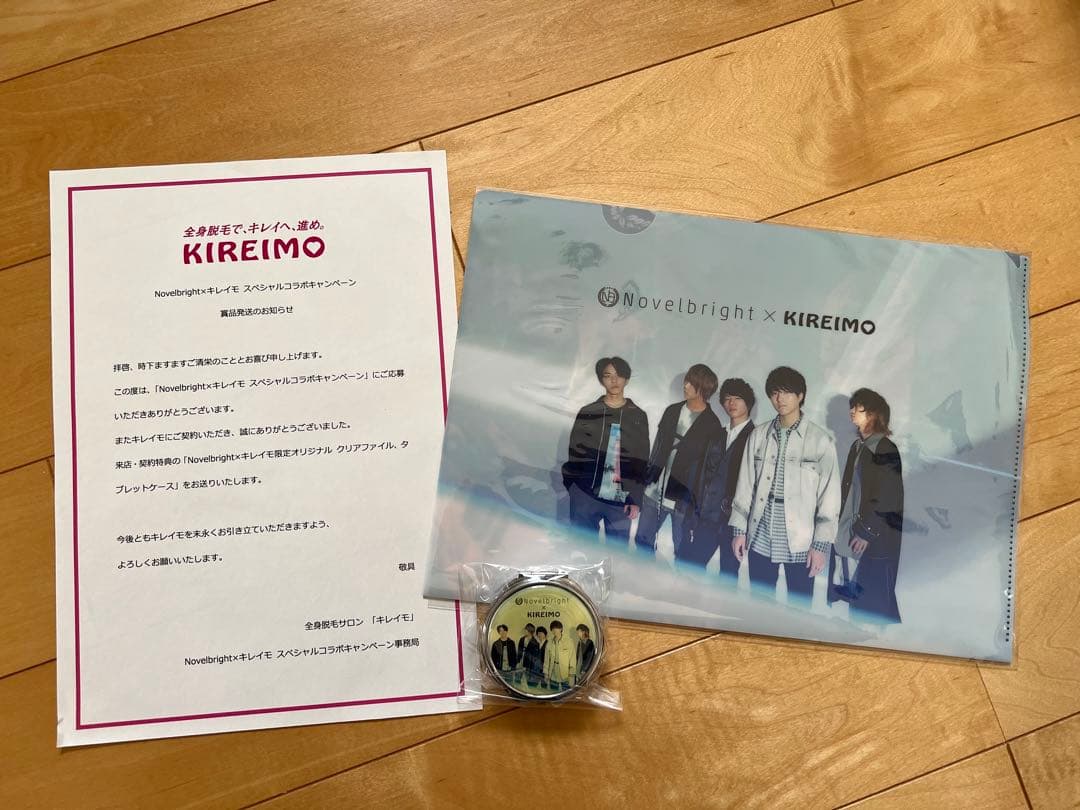 全身脱毛で、キレイへ、進め。
KIREIMO
Novelbright×キレイモ スペシャルコラボキャンペーン
賞品発送のお知らせ
拝啓、時下ますますご清栄のこととお喜び申し上げます。
この度は、「Novelbright×キレイモ スペシャルコラボキャンペーン」にご応募
いただきありがとうございます。
またキレイモにご契約いただき、誠にありがとうございました。
来店・契約特典の「Novelbright×キレイモ限定オリジナル クリアファイル、タ
ブレットケース」をお送りいたします。
今後ともキレイモを末永くお引き立ていただきますよう、
よろしくお願いいたします。
敬具
全身脱毛サロン 「キレイモ」
Novelbright×キレイモ スペシャルコラボキャンペーン事務局
Novelbright × KIREIMO
Novelbright
×
KIREIMO